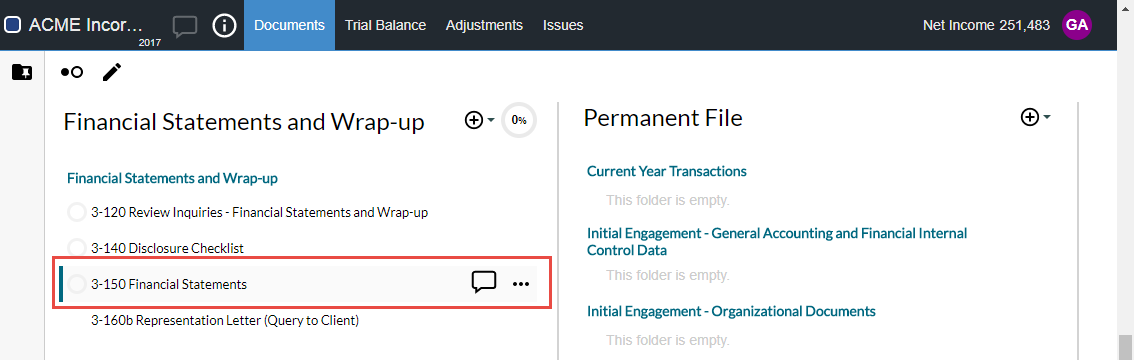 ACME Incor...
2017
Documents
Trial Balance
Adjustments
Issues
Net Income 251,483
GA
Financial Statements and Wrap-up
0%
Financial Statements and Wrap-up
3-120 Review Inquiries - Financial Statements and Wrap-up
3-140 Disclosure Checklist
3-150 Financial Statements
3-160b Representation Letter (Query to Client)
Permanent File
Current Year Transactions
This folder is empty.
Initial Engagement - General Accounting and Financial Internal
Control Data
This folder is empty.
Initial Engagement - Organizational Documents
This folder is empty.